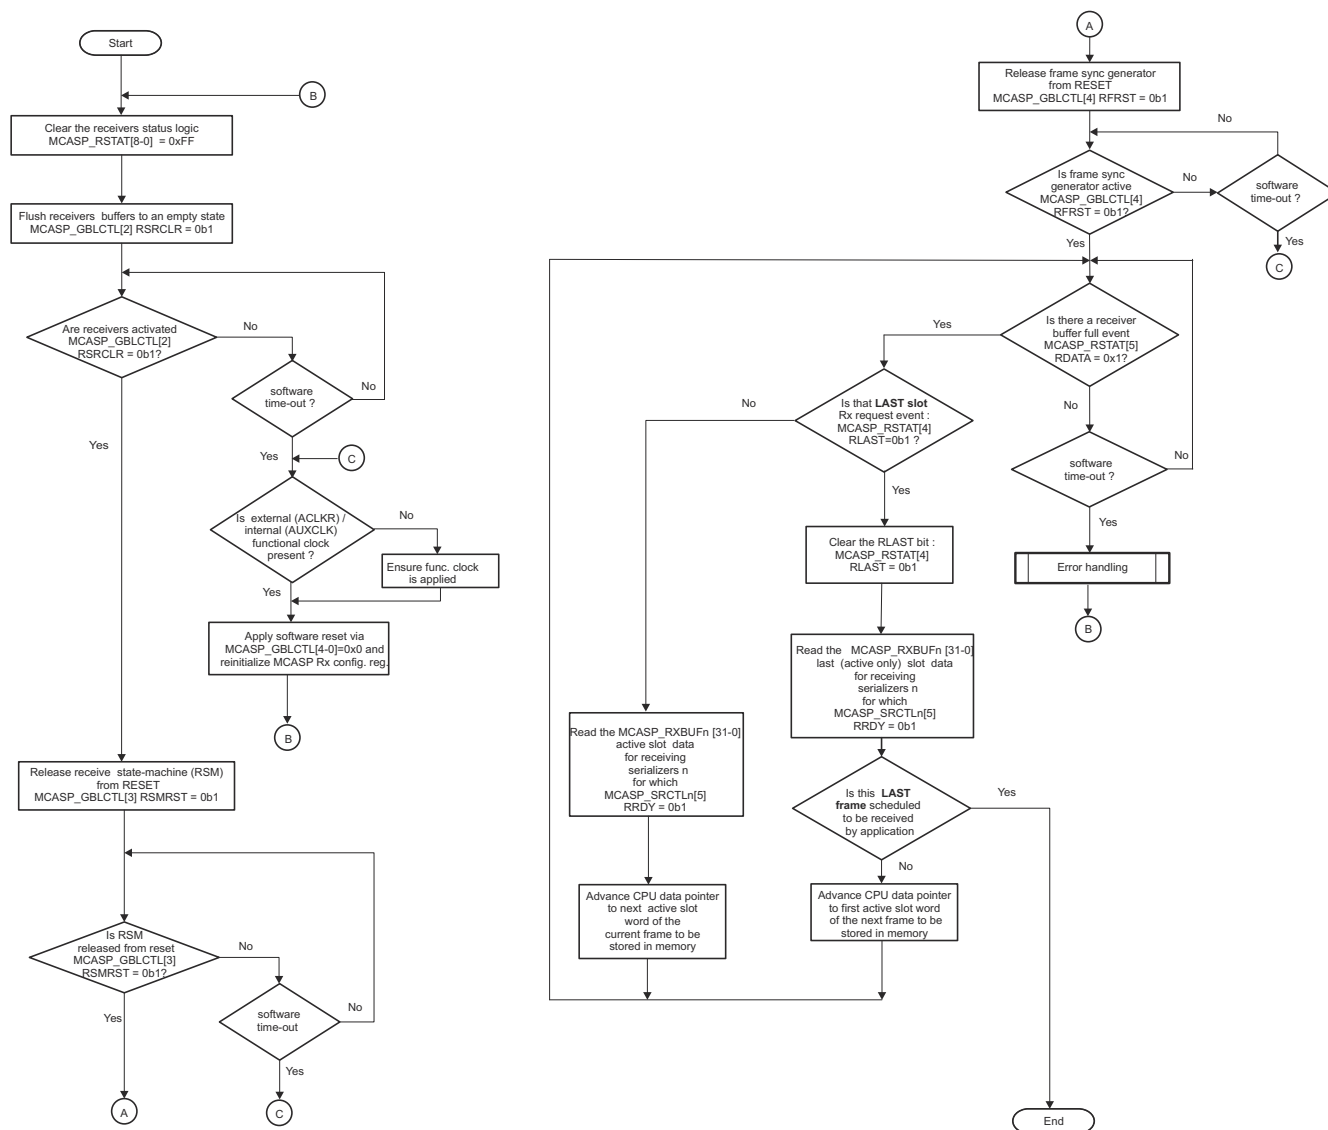 Start
B
Clear the receivers status logic
MCASP_RSTAT[8-0] = 0xFF
Flush receivers buffers to an empty state
MCASP_GBLCTL[2] RSRCLR = 0b1
Are receivers activated
MCASP_GBLCTL[2]
RSRCLR = 0b1?
No
software
time-out ?
No
Yes
Yes
C
Is external (ACLKR) /
internal (AUXCLK)
functional clock
present ?
No
Ensure func. clock
is applied
Yes
Apply software reset via
MCASP_GBLCTL[4-0]=0x0 and
reinitialize MCASP Rx config. reg.
B
Release receive state-machine (RSM)
from RESET
MCASP_GBLCTL[3] RSMRST = 0b1
Is RSM
released from reset
MCASP_GBLCTL[3]
RSMRST = 0b1?
No
software
time-out
No
Yes
Yes
A
C
A
Release frame sync generator
from RESET
MCASP_GBLCTL[4] RFRST = 0b1
No
Is frame sync
generator active
MCASP_GBLCTL[4]
RFRST = 0b1?
No
software
time-out ?
Yes
Yes
C
Is there a receiver
buffer full event
MCASP_RSTAT[5]
RDATA = 0x1?
Yes
No
Is that LAST slot
Rx request event :
MCASP_RSTAT[4]
RLAST=0b1 ?
No
Yes
software
time-out ?
No
Yes
Error handling
B
Clear the RLAST bit :
MCASP_RSTAT[4]
RLAST = 0b1
Read the MCASP_RXBUFn [31-0]
last (active only) slot data
for receiving
serializers n
for which
MCASP_SRCTLn[5]
RRDY = 0b1
Read the MCASP_RXBUFn [31-0]
active slot data
for receiving
serializers n
for which
MCASP_SRCTLn[5]
RRDY = 0b1
Is this LAST
frame scheduled
to be received
by application
Yes
No
Advance CPU data pointer
to next active slot
word of the
current frame to be
stored in memory
Advance CPU data pointer
to first active slot word
of the next frame to be
stored in memory
End